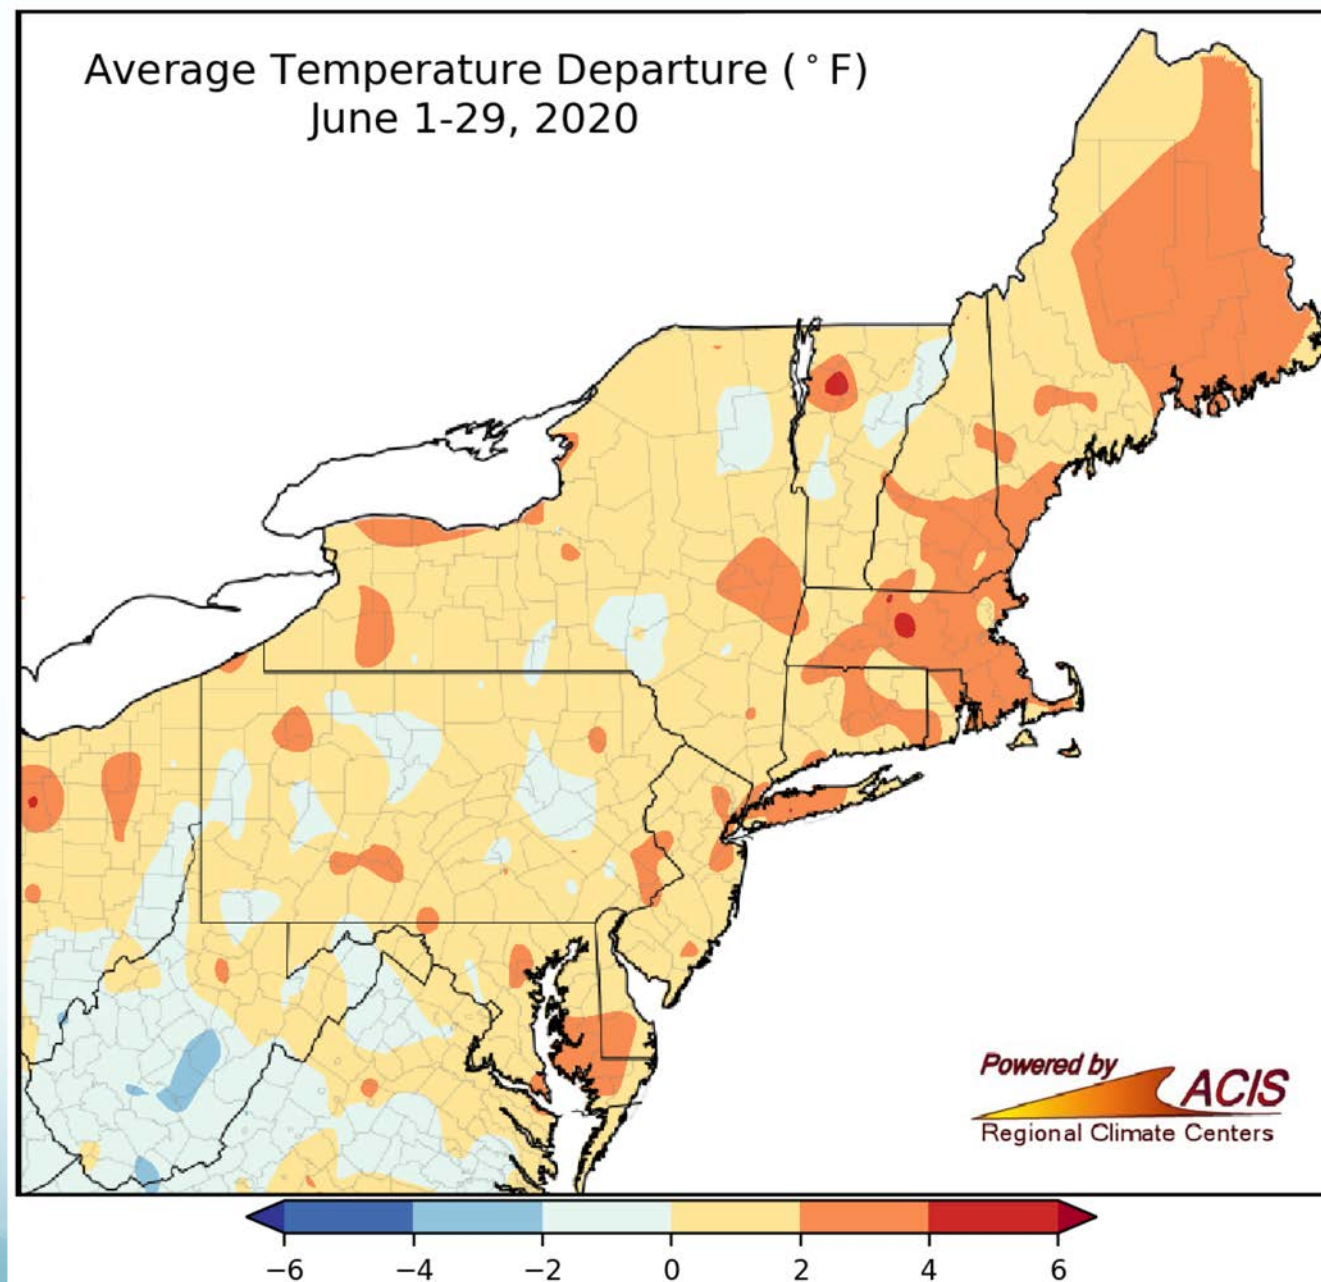 Average Temperature Departure (°F)
June 1-29, 2020
Powered by
ACIS
Regional Climate Centers
−6 −4 −2 0 2 4 6